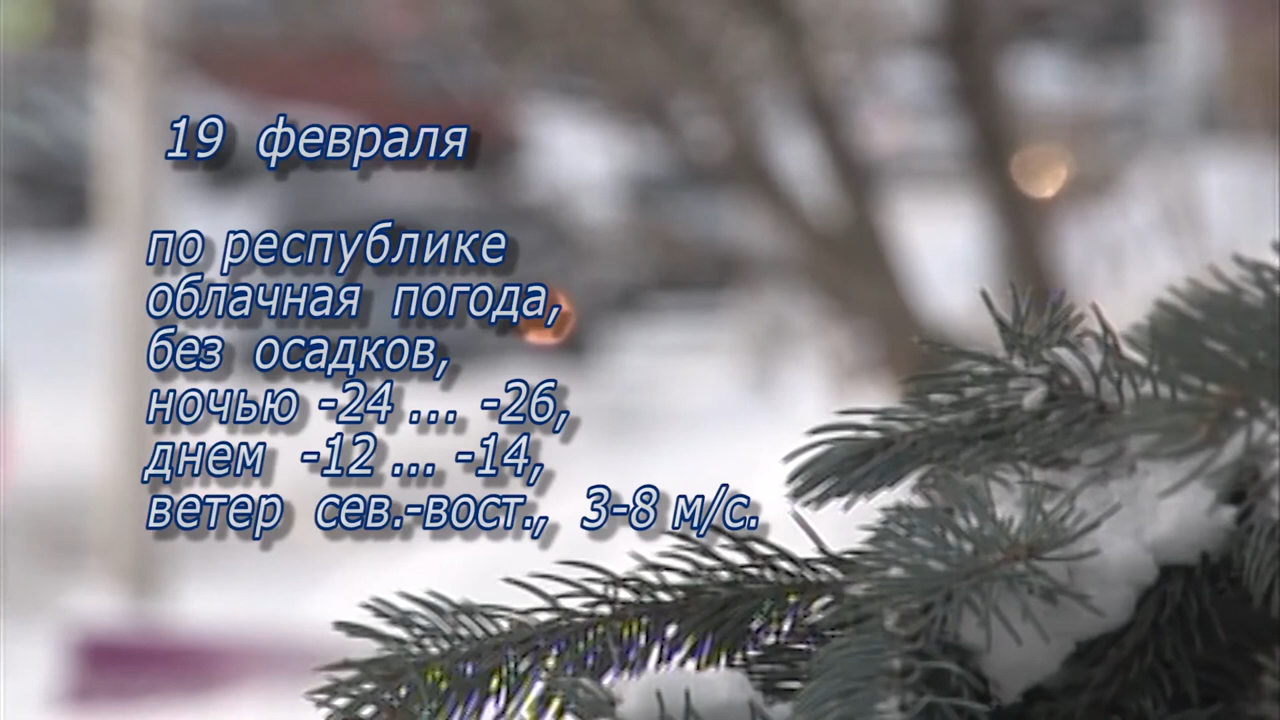 19 февраля
по республике
облачная погода,
без осадков,
ночью -24 ... -26,
днем -12 ... -14,
ветер сев.-вост., 3-8 м/с.